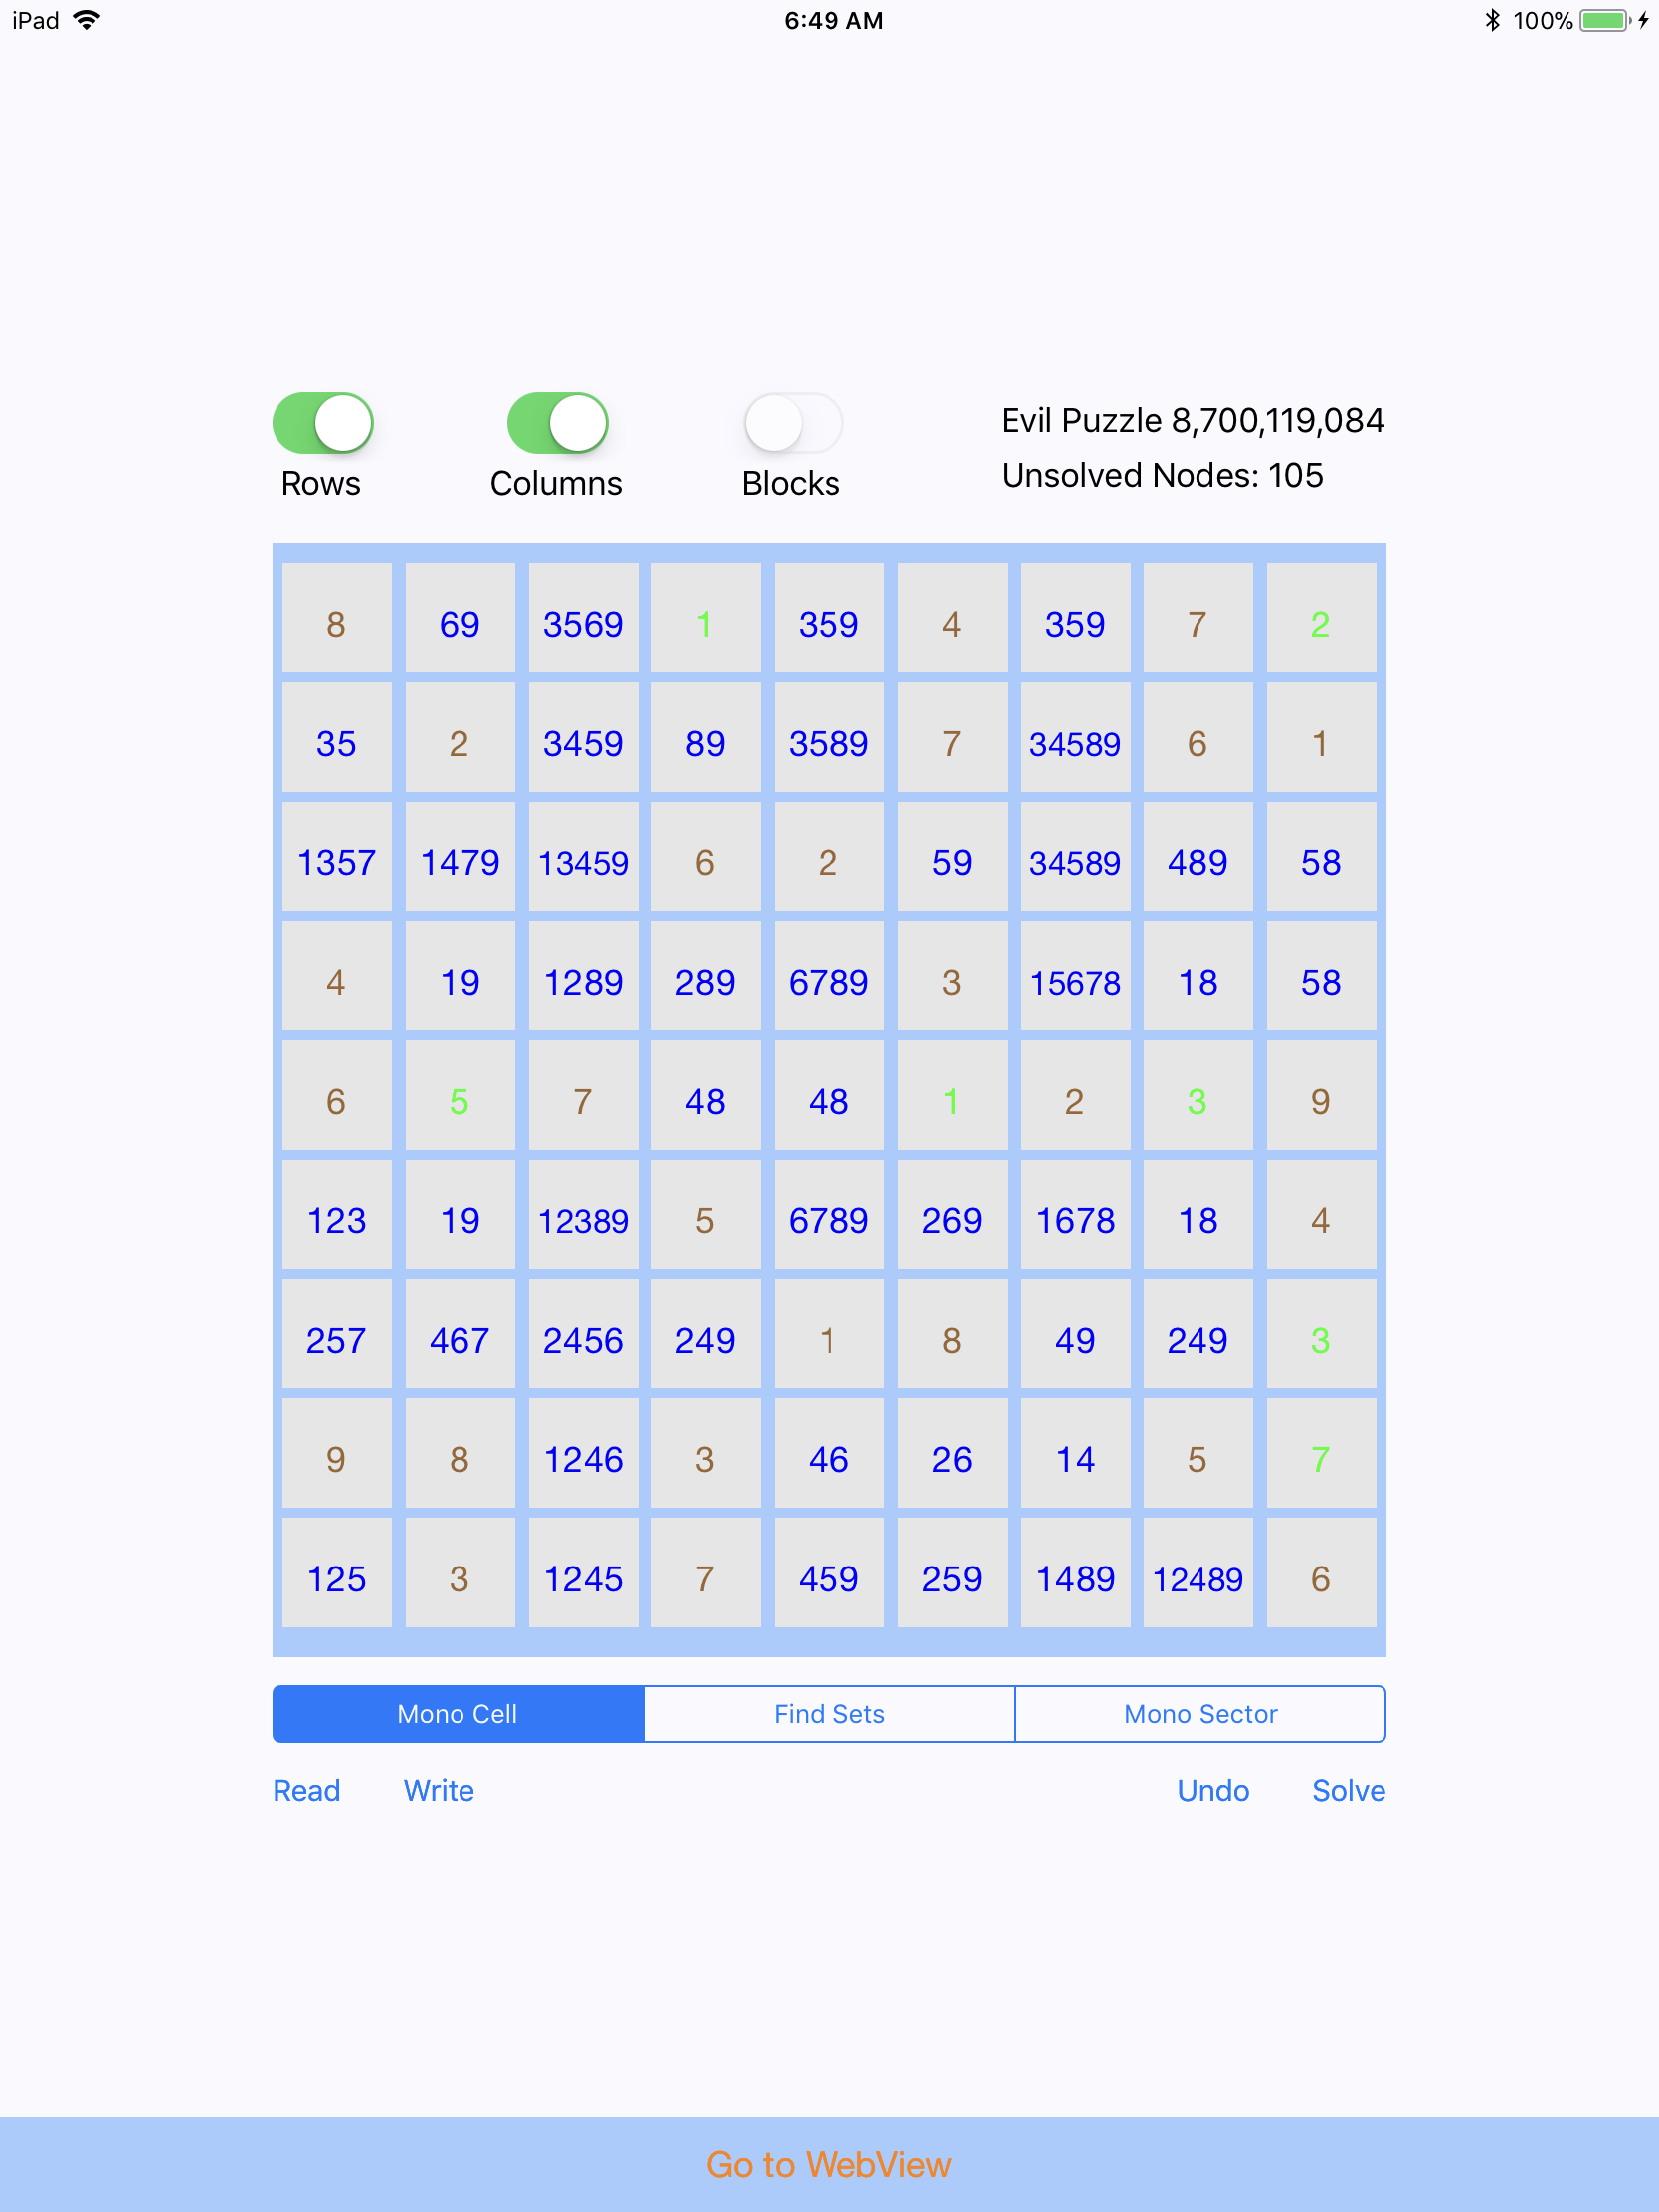 iPad 6:49 AM 100%
Evil Puzzle 8,700,119,084
Rows Columns Blocks Unsolved Nodes: 105
8 69 3569 1 359 4 359 7 2
35 2 3459 89 3589 7 34589 6 1
1357 1479 13459 6 2 59 34589 489 58
4 19 1289 289 6789 3 15678 18 58
6 5 7 48 48 1 2 3 9
123 19 12389 5 6789 269 1678 18 4
257 467 2456 249 1 8 49 249 3
9 8 1246 3 46 26 14 5 7
125 3 1245 7 459 259 1489 12489 6
Mono Cell Find Sets Mono Sector
Read Write Undo Solve
Go to WebView